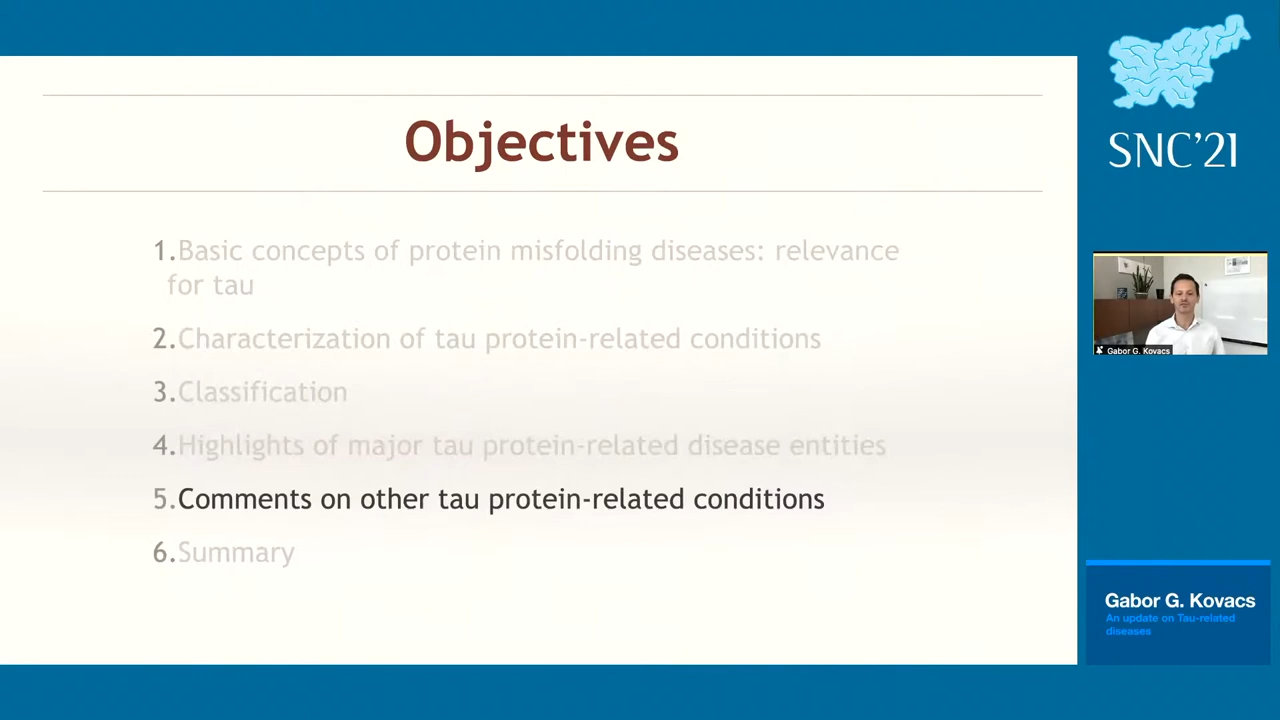 Objectives
1.Basic concepts of protein misfolding diseases: relevance
for tau
2.Characterization of tau protein-related conditions
3.Classification
4.Highlights of major tau protein-related disease entities
5.Comments on other tau protein-related conditions
6.Summary
SNC’21
Gabor G. Kovacs
Gabor G. Kovacs
An update on Tau-related
diseases